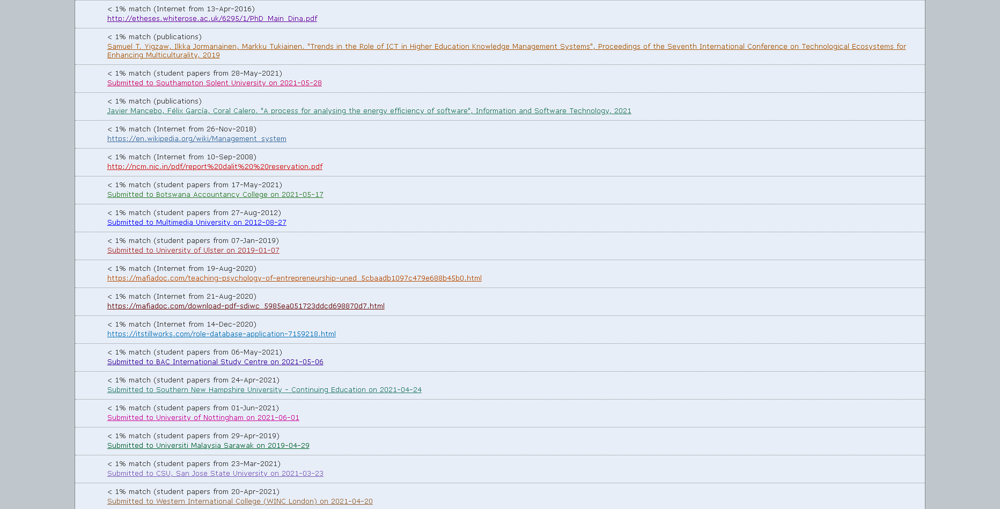 < 1% match (Internet from 13-Apr-2016)
http://etheses.whiterose.ac.uk/6295/1/PhD_Main_Dina.pdf
< 1% match (publications)
Samuel T. Yigzaw, Ilkka Jormanainen, Markku Tukiainen. "Trends in the Role of ICT in Higher Education Knowledge Management Systems", Proceedings of the Seventh International Conference on Technological Ecosystems for
Enhancing Multiculturality, 2019
< 1% match (student papers from 28-May-2021)
Submitted to Southampton Solent University on 2021-05-28
< 1% match (publications)
Javier Mancebo, Félix García, Coral Calero. "A process for analysing the energy efficiency of software", Information and Software Technology, 2021
< 1% match (Internet from 26-Nov-2018)
https://en.wikipedia.org/wiki/Management_system
< 1% match (Internet from 10-Sep-2008)
http://ncm.nic.in/pdf/report%20dalit%20%20reservation.pdf
< 1% match (student papers from 17-May-2021)
Submitted to Botswana Accountancy College on 2021-05-17
< 1% match (student papers from 27-Aug-2012)
Submitted to Multimedia University on 2012-08-27
< 1% match (student papers from 07-Jan-2019)
Submitted to University of Ulster on 2019-01-07
< 1% match (Internet from 19-Aug-2020)
https://mafiadoc.com/teaching-psychology-of-entrepreneurship-uned_5cbaadb1097c479e688b45b0.html
< 1% match (Internet from 21-Aug-2020)
https://mafiadoc.com/download-pdf-sdiwc_5985ea051723ddcd698870d7.html
< 1% match (Internet from 14-Dec-2020)
https://itstillworks.com/role-database-application-7159218.html
< 1% match (student papers from 06-May-2021)
Submitted to BAC International Study Centre on 2021-05-06
< 1% match (student papers from 24-Apr-2021)
Submitted to Southern New Hampshire University - Continuing Education on 2021-04-24
< 1% match (student papers from 01-Jun-2021)
Submitted to University of Nottingham on 2021-06-01
< 1% match (student papers from 29-Apr-2019)
Submitted to Universiti Malaysia Sarawak on 2019-04-29
< 1% match (student papers from 23-Mar-2021)
Submitted to CSU, San Jose State University on 2021-03-23
< 1% match (student papers from 20-Apr-2021)
Submitted to Western International College (WINC London) on 2021-04-20